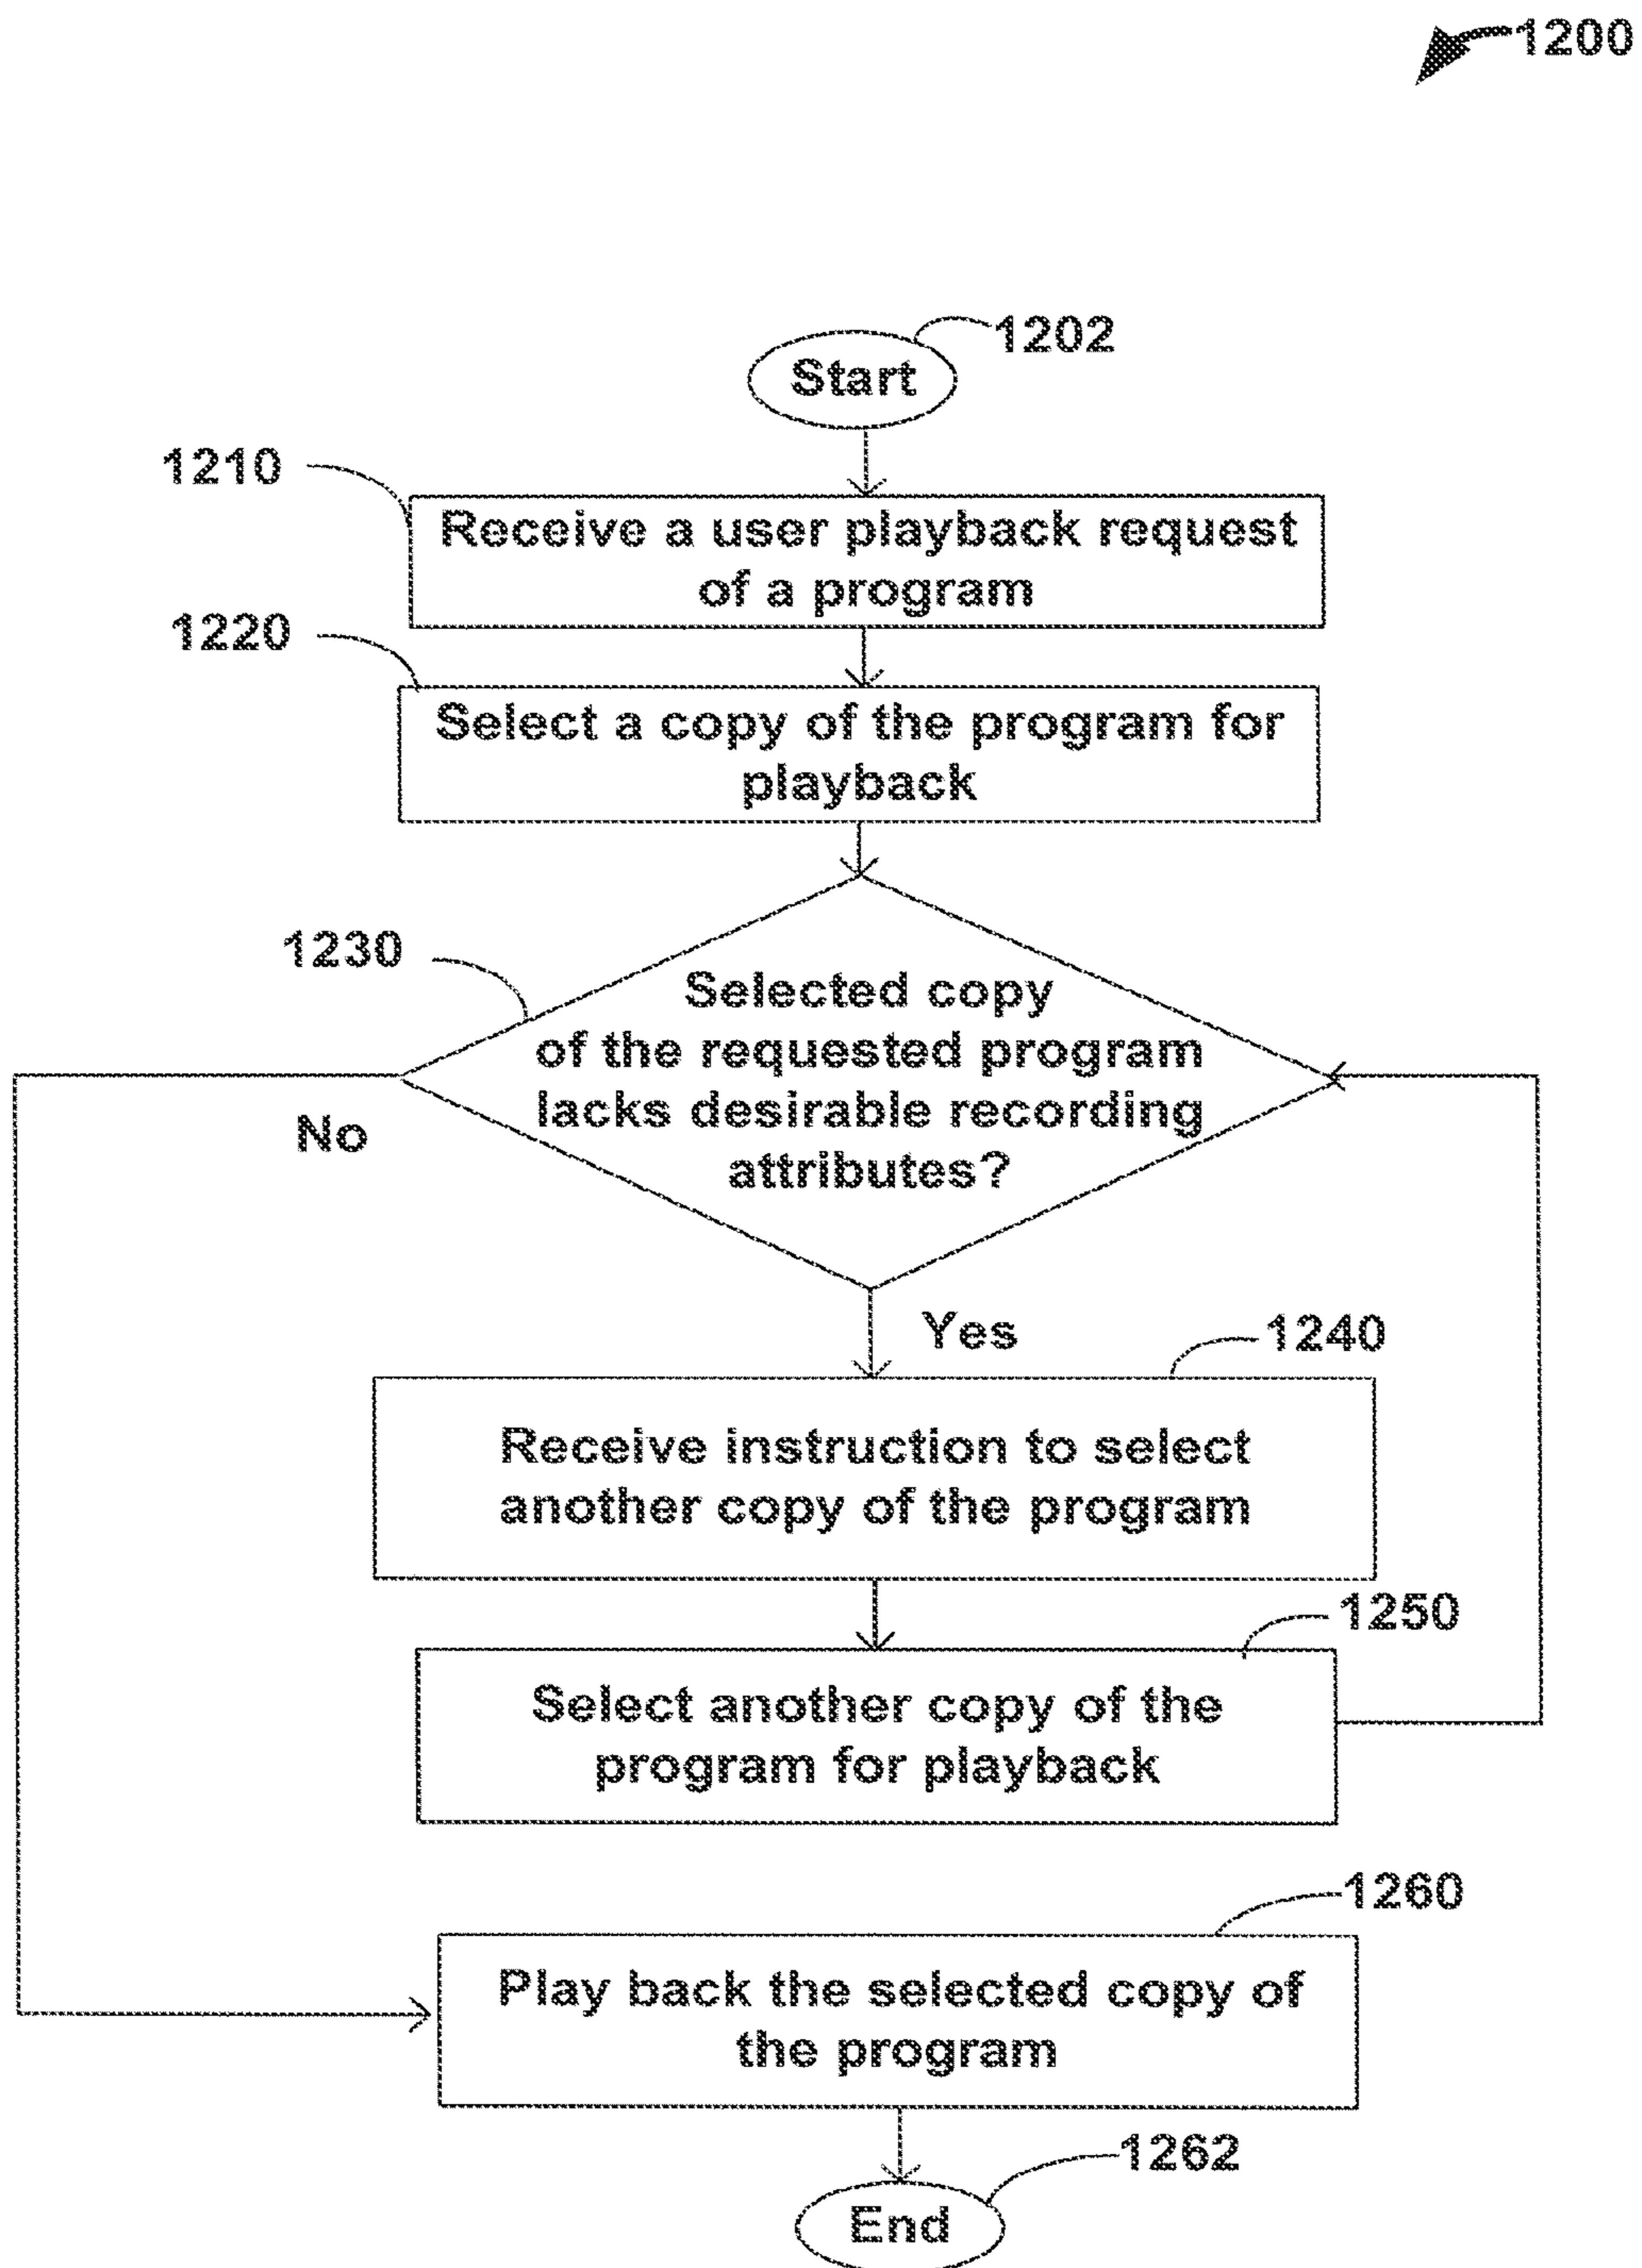 1200
1202
Start
1210
Receive a user playback request
of a program
1220
Select a copy of the program for
playback
1230
Selected copy
of the requested program
lacks desirable recording
attributes?
No
Yes
1240
Receive instruction to select
another copy of the program
1250
Select another copy of the
program for playback
1260
Play back the selected copy of
the program
1262
End